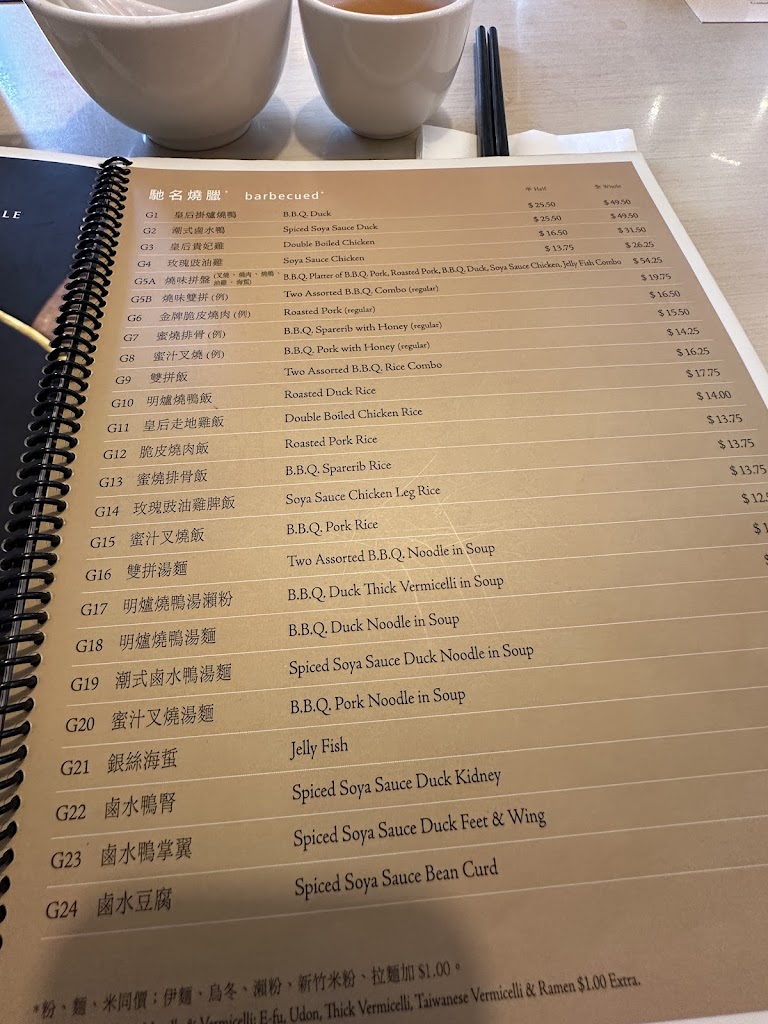 LE
馳名燒臘* barbecued* 半 Half 隻 Whole
G1 皇后掛爐燒鴨 B.B.Q. Duck $ 25.50 $ 49.50
G2 潮式鹵水鴨 Spiced Soya Sauce Duck $ 25.50 $ 49.50
G3 皇后貴妃雞 Double Boiled Chicken $ 16.50 $ 31.50
G4 玫瑰豉油雞 Soya Sauce Chicken $ 13.75 $ 26.25
G5A 燒味拼盤 (叉燒、燒肉、燒鴨、油雞、海蜇) B.B.Q. Platter of B.B.Q. Pork, Roasted Pork, B.B.Q. Duck, Soya Sauce Chicken, Jelly Fish Combo $ 54.25
G5B 燒味雙拼 (例) Two Assorted B.B.Q. Combo (regular) $ 19.75
G6 金牌脆皮燒肉 (例) Roasted Pork (regular) $ 16.50
G7 蜜燒排骨 (例) B.B.Q. Sparerib with Honey (regular) $ 15.50
G8 蜜汁叉燒 (例) B.B.Q. Pork with Honey (regular) $ 14.25
G9 雙拼飯 Two Assorted B.B.Q. Rice Combo $ 16.25
G10 明爐燒鴨飯 Roasted Duck Rice $ 17.75
G11 皇后走地雞飯 Double Boiled Chicken Rice $ 14.00
G12 脆皮燒肉飯 Roasted Pork Rice $ 13.75
G13 蜜燒排骨飯 B.B.Q. Sparerib Rice $ 13.75
G14 玫瑰豉油雞脾飯 Soya Sauce Chicken Leg Rice $ 13.75
G15 蜜汁叉燒飯 B.B.Q. Pork Rice
G16 雙拼湯麵 Two Assorted B.B.Q. Noodle in Soup
G17 明爐燒鴨湯瀨粉 B.B.Q. Duck Thick Vermicelli in Soup
G18 明爐燒鴨湯麵 B.B.Q. Duck Noodle in Soup
G19 潮式鹵水鴨湯麵 Spiced Soya Sauce Duck Noodle in Soup
G20 蜜汁叉燒湯麵 B.B.Q. Pork Noodle in Soup
G21 銀絲海蜇 Jelly Fish
G22 鹵水鴨腎 Spiced Soya Sauce Duck Kidney
G23 鹵水鴨掌翼 Spiced Soya Sauce Duck Feet & Wing
G24 鹵水豆腐 Spiced Soya Sauce Bean Curd
*粉、麵、米同價；伊麵、烏冬、瀨粉、新竹米粉、拉麵加 $1.00。
& Vermicelli; E-fu, Udon, Thick Vermicelli, Taiwanese Vermicelli & Ramen $1.00 Extra.